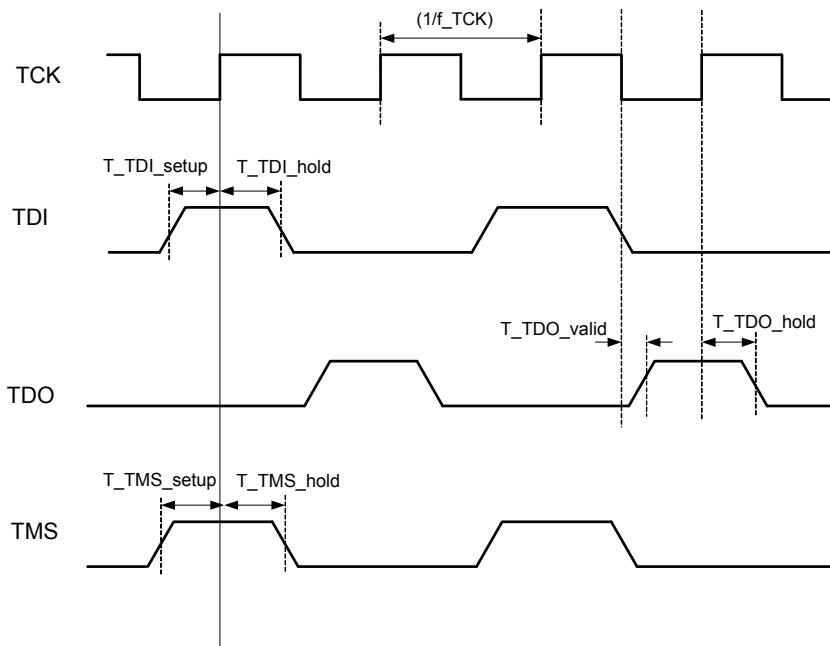 (1/f_TCK)
TCK
T_TDI_setup
T_TDI_hold
TDI
T_TDO_valid
T_TDO_hold
TDO
T_TMS_setup
T_TMS_hold
TMS